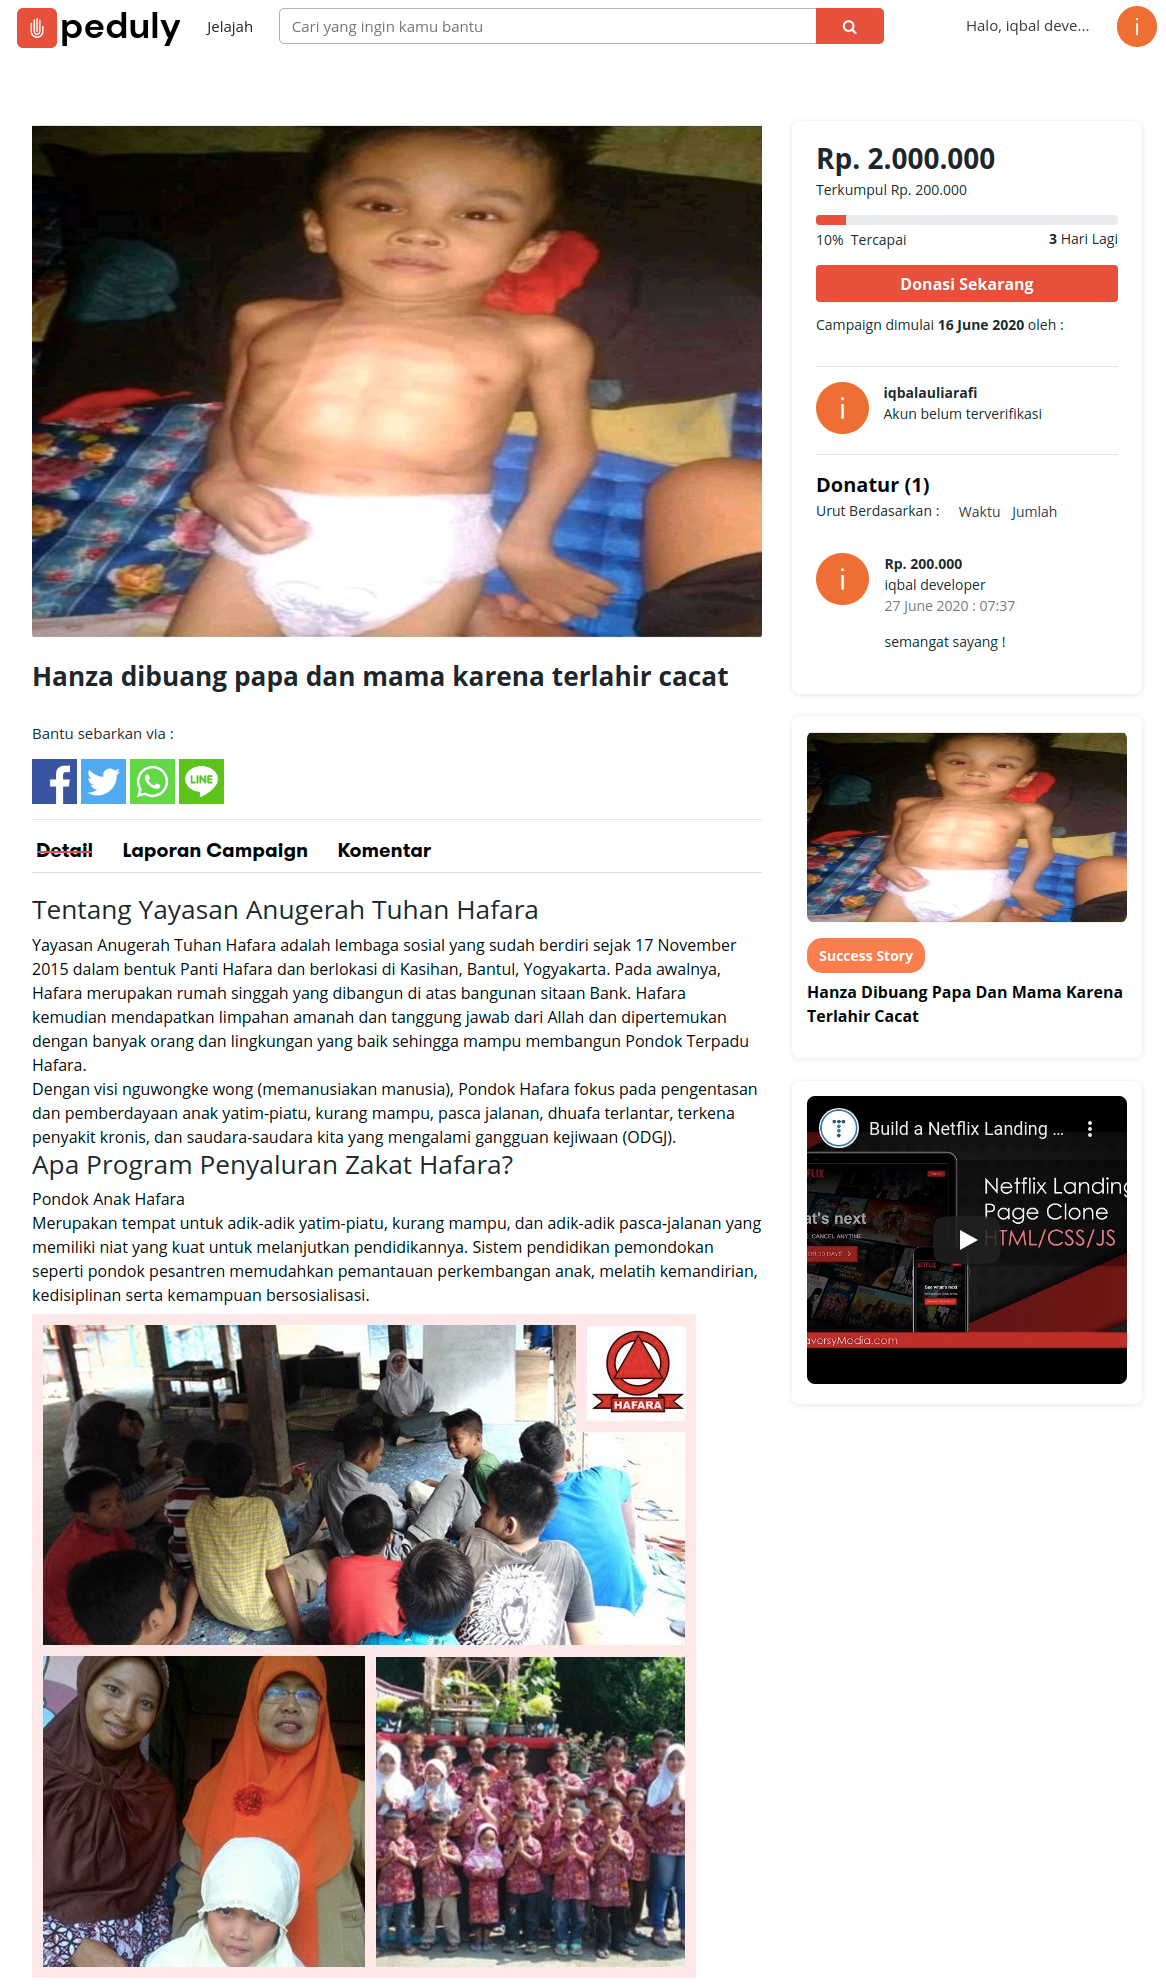 peduly
Jelajah
Cari yang ingin kamu bantu
Halo, iqbal deve...
i
Rp. 2.000.000
Terkumpul Rp. 200.000
10% Tercapai
3 Hari Lagi
Donasi Sekarang
Campaign dimulai 16 June 2020 oleh :
i
iqbalauliarafi
Akun belum terverifikasi
Donatur (1)
Urut Berdasarkan : Waktu Jumlah
i
Rp. 200.000
iqbal developer
27 June 2020 : 07:37
semangat sayang !
Hanza dibuang papa dan mama karena terlahir cacat
Bantu sebarkan via :
LINE
Detail
Laporan Campaign
Komentar
Tentang Yayasan Anugerah Tuhan Hafara
Yayasan Anugerah Tuhan Hafara adalah lembaga sosial yang sudah berdiri sejak 17 November
2015 dalam bentuk Panti Hafara dan berlokasi di Kasihan, Bantul, Yogyakarta. Pada awalnya,
Hafara merupakan rumah singgah yang dibangun di atas bangunan sitaan Bank. Hafara
kemudian mendapatkan limpahan amanah dan tanggung jawab dari Allah dan dipertemukan
dengan banyak orang dan lingkungan yang baik sehingga mampu membangun Pondok Terpadu
Hafara.
Dengan visi nguwongke wong (memanusiakan manusia), Pondok Hafara fokus pada pengentasan
dan pemberdayaan anak yatim-piatu, kurang mampu, pasca jalanan, dhuafa terlantar, terkena
penyakit kronis, dan saudara-saudara kita yang mengalami gangguan kejiwaan (ODGJ).
Apa Program Penyaluran Zakat Hafara?
Pondok Anak Hafara
Merupakan tempat untuk adik-adik yatim-piatu, kurang mampu, dan adik-adik pasca-jalanan yang
memiliki niat yang kuat untuk melanjutkan pendidikannya. Sistem pendidikan pemondokan
seperti pondok pesantren memudahkan pemantauan perkembangan anak, melatih kemandirian,
kedisiplinan serta kemampuan bersosialisasi.
HAFARA
Success Story
Hanza Dibuang Papa Dan Mama Karena
Terlahir Cacat
Build a Netflix Landing ...
Netflix Landing
Page Clone
HTML/CSS/JS
at's next
CANCEL ANYTIME
NETFLIX
See what's next
aversyMedia.com